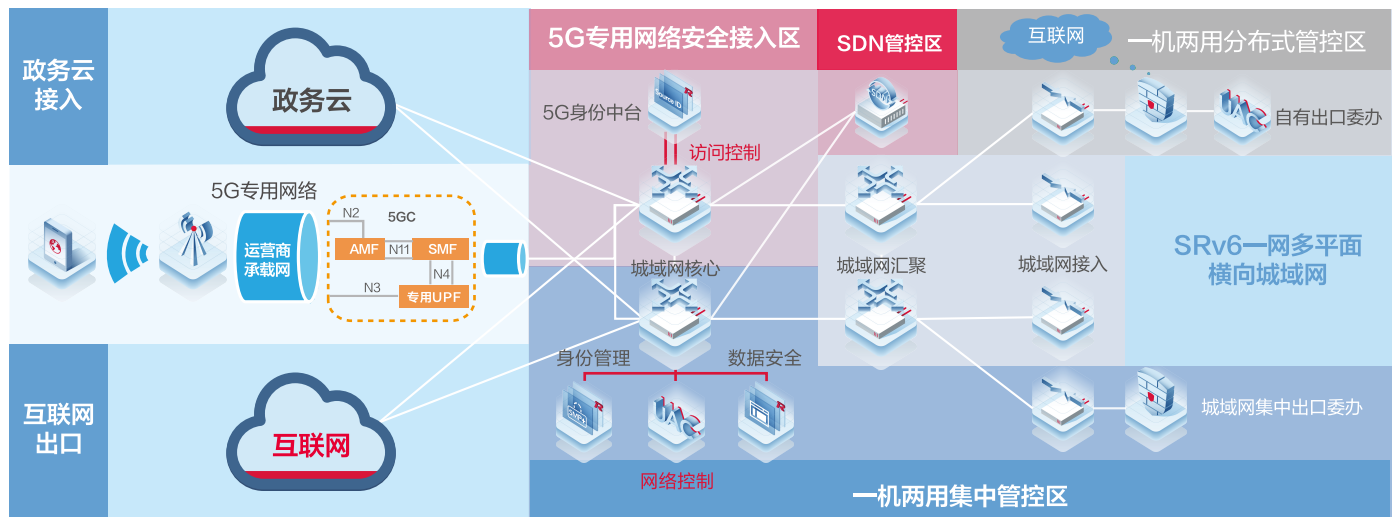 政务云
接入
政务云
5G专用网络安全接入区
SDN管控区
互联网
一机两用分布式管控区
5G身份中台
Source ID
访问控制
SDN
UAC
自有出口委办
5G专用网络
运营商
承载网
N2
5GC
AMF
N11
SMF
N4
N3
专用UPF
城域网核心
城域网汇聚
城域网接入
SRv6一网多平面
横向城域网
互联网
出口
互联网
身份管理
数据安全
SMP+
UAC
网络控制
城域网集中出口委办
一机两用集中管控区